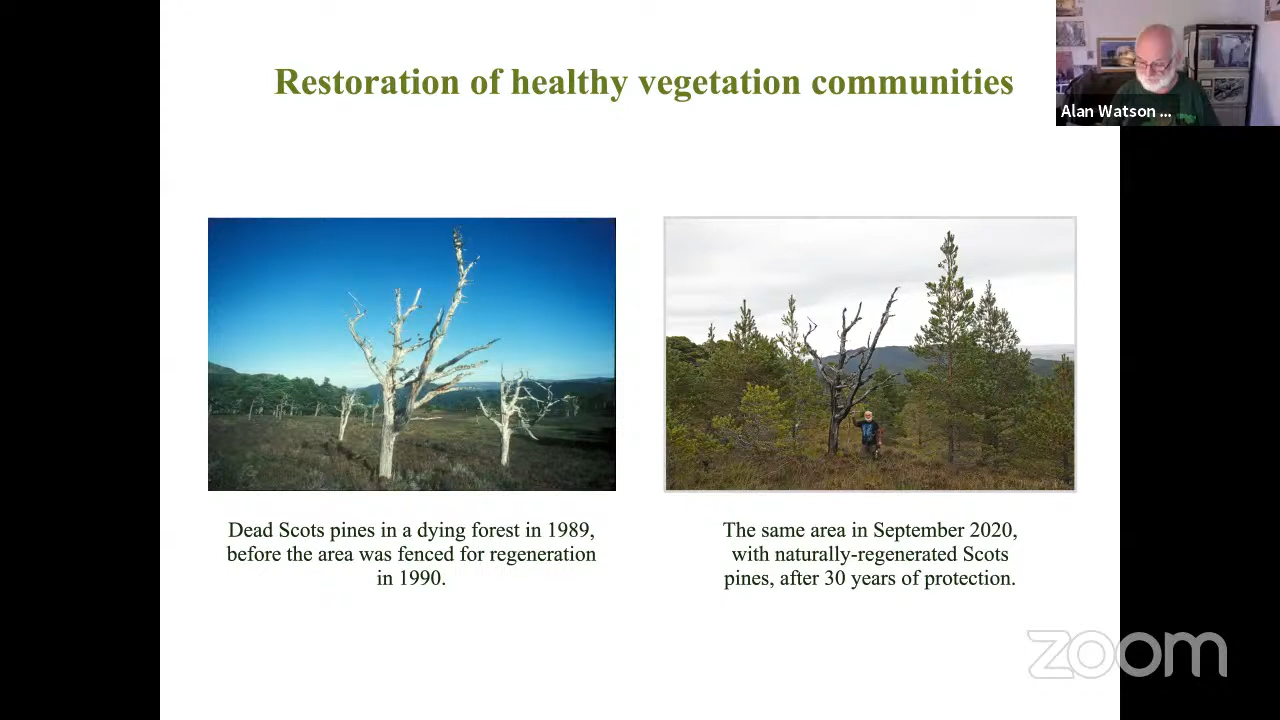 Restoration of healthy vegetation communities
Alan Watson ...
Dead Scots pines in a dying forest in 1989,
before the area was fenced for regeneration
in 1990.
The same area in September 2020,
with naturally-regenerated Scots
pines, after 30 years of protection.
zoom